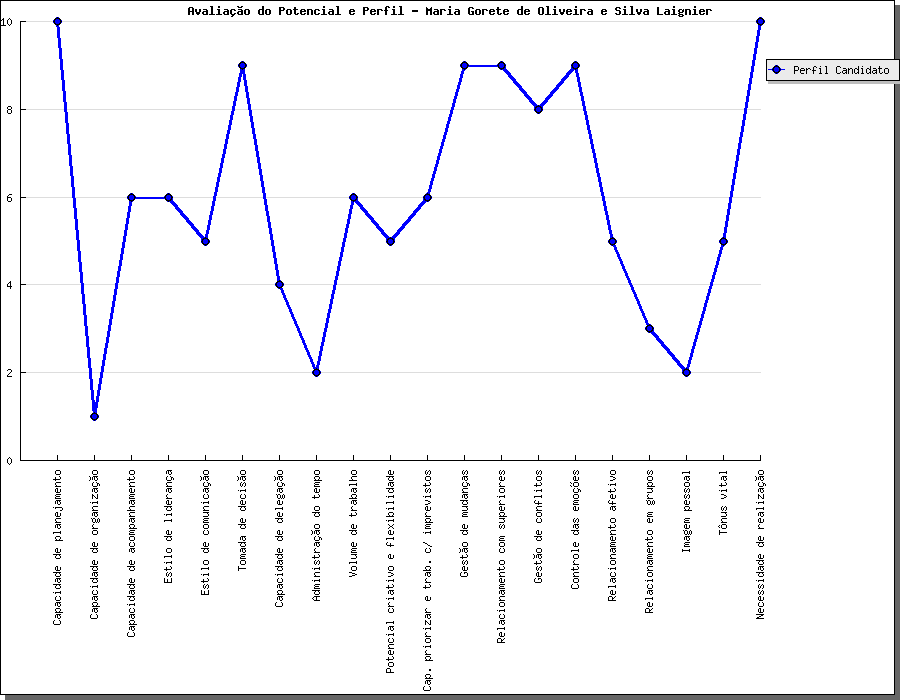 Avaliação do Potencial e Perfil - Maria Gorete de Oliveira e Silva Laignier
Perfil Candidato
10
8
6
4
2
0
Capacidade de planejamento
Capacidade de organização
Capacidade de acompanhamento
Estilo de liderança
Estilo de comunicação
Tomada de decisão
Capacidade de delegação
Administração do tempo
Volume de trabalho
Potencial criativo e flexibilidade
Cap. priorizar e trab. c/ imprevistos
Gestão de mudanças
Relacionamento com superiores
Gestão de conflitos
Controle das emoções
Relacionamento afetivo
Relacionamento em grupos
Imagem pessoal
Tônus vital
Necessidade de realização